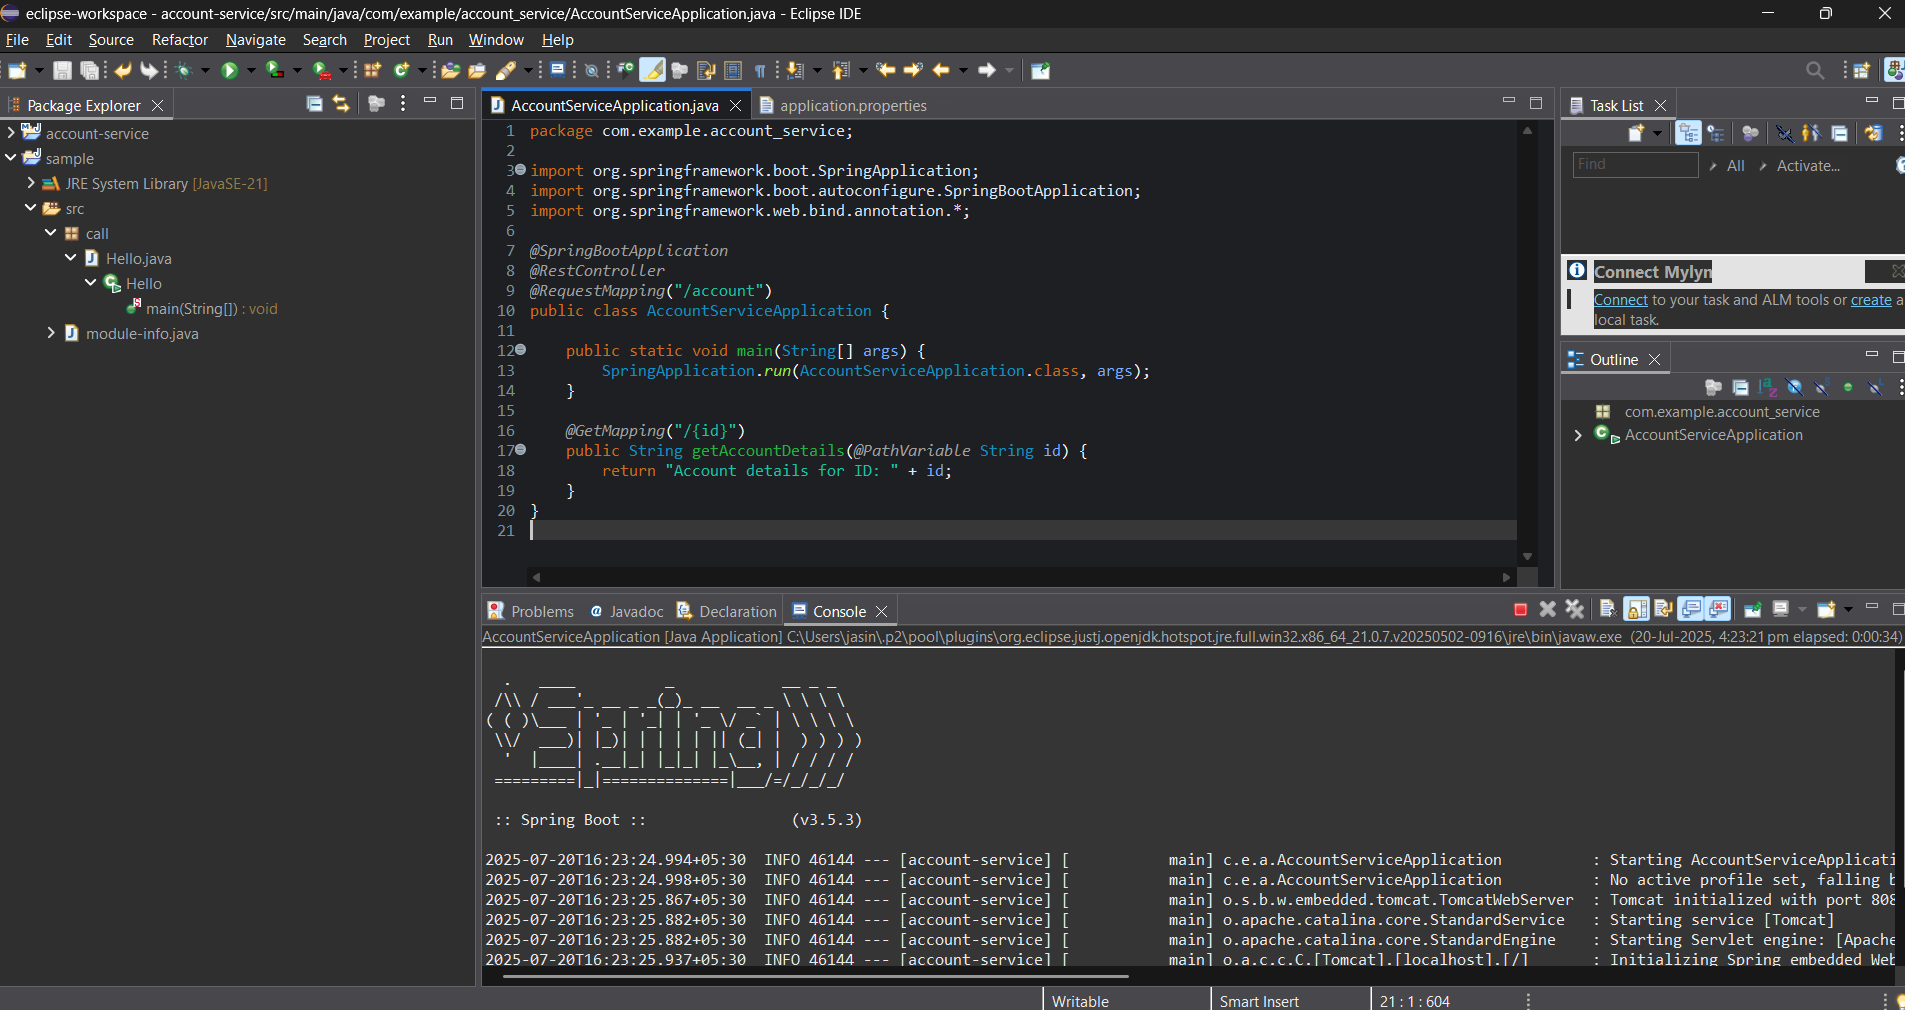 eclipse-workspace - account-service/src/main/java/com/example/account_service/AccountServiceApplication.java - Eclipse IDE
File Edit Source Refactor Navigate Search Project Run Window Help
Package Explorer
account-service
sample
JRE System Library [JavaSE-21]
src
call
Hello.java
Hello
main(String[]) : void
module-info.java
AccountServiceApplication.java application.properties
1 package com.example.account_service;
2
3 import org.springframework.boot.SpringApplication;
4 import org.springframework.boot.autoconfigure.SpringBootApplication;
5 import org.springframework.web.bind.annotation.*;
6
7 @SpringBootApplication
8 @RestController
9 @RequestMapping("/account")
10 public class AccountServiceApplication {
11
12 public static void main(String[] args) {
13 SpringApplication.run(AccountServiceApplication.class, args);
14 }
15
16 @GetMapping("/{id}")
17 public String getAccountDetails(@PathVariable String id) {
18 return "Account details for ID: " + id;
19 }
20 }
21
Task List
Find All Activate...
Connect Mylyn
Connect to your task and ALM tools or create a
local task.
Outline
com.example.account_service
AccountServiceApplication
Problems Javadoc Declaration Console
AccountServiceApplication [Java Application] C:\Users\jasin\.p2\pool\plugins\org.eclipse.justj.openjdk.hotspot.jre.full.win32.x86_64_21.0.7.v20250502-0916\jre\bin\javaw.exe (20-Jul-2025, 4:23:21 pm elapsed: 0:00:34)
Spring
:: Spring Boot :: (v3.5.3)
2025-07-20T16:23:24.994+05:30 INFO 46144 --- [account-service] [ main] c.e.a.AccountServiceApplication : Starting AccountServiceApplicati
2025-07-20T16:23:24.998+05:30 INFO 46144 --- [account-service] [ main] c.e.a.AccountServiceApplication : No active profile set, falling b
2025-07-20T16:23:25.867+05:30 INFO 46144 --- [account-service] [ main] o.s.b.w.embedded.tomcat.TomcatWebServer : Tomcat initialized with port 808
2025-07-20T16:23:25.882+05:30 INFO 46144 --- [account-service] [ main] o.apache.catalina.core.StandardService : Starting service [Tomcat]
2025-07-20T16:23:25.882+05:30 INFO 46144 --- [account-service] [ main] o.apache.catalina.core.StandardEngine : Starting Servlet engine: [Apache
2025-07-20T16:23:25.937+05:30 INFO 46144 --- [account-service] [ main] o.a.c.c.C.[Tomcat].[localhost].[/] : Initializing Spring embedded Web
Writable Smart Insert 21 : 1 : 604